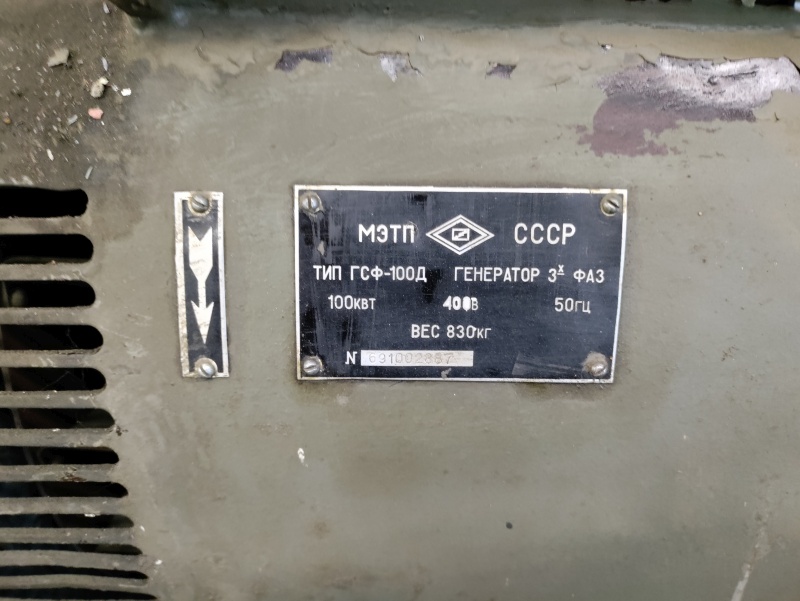 МЭТП СССР
ТИП ГСФ-100Д ГЕНЕРАТОР 3х ФАЗ
100КВТ 400В 50ГЦ
ВЕС 830КГ
N